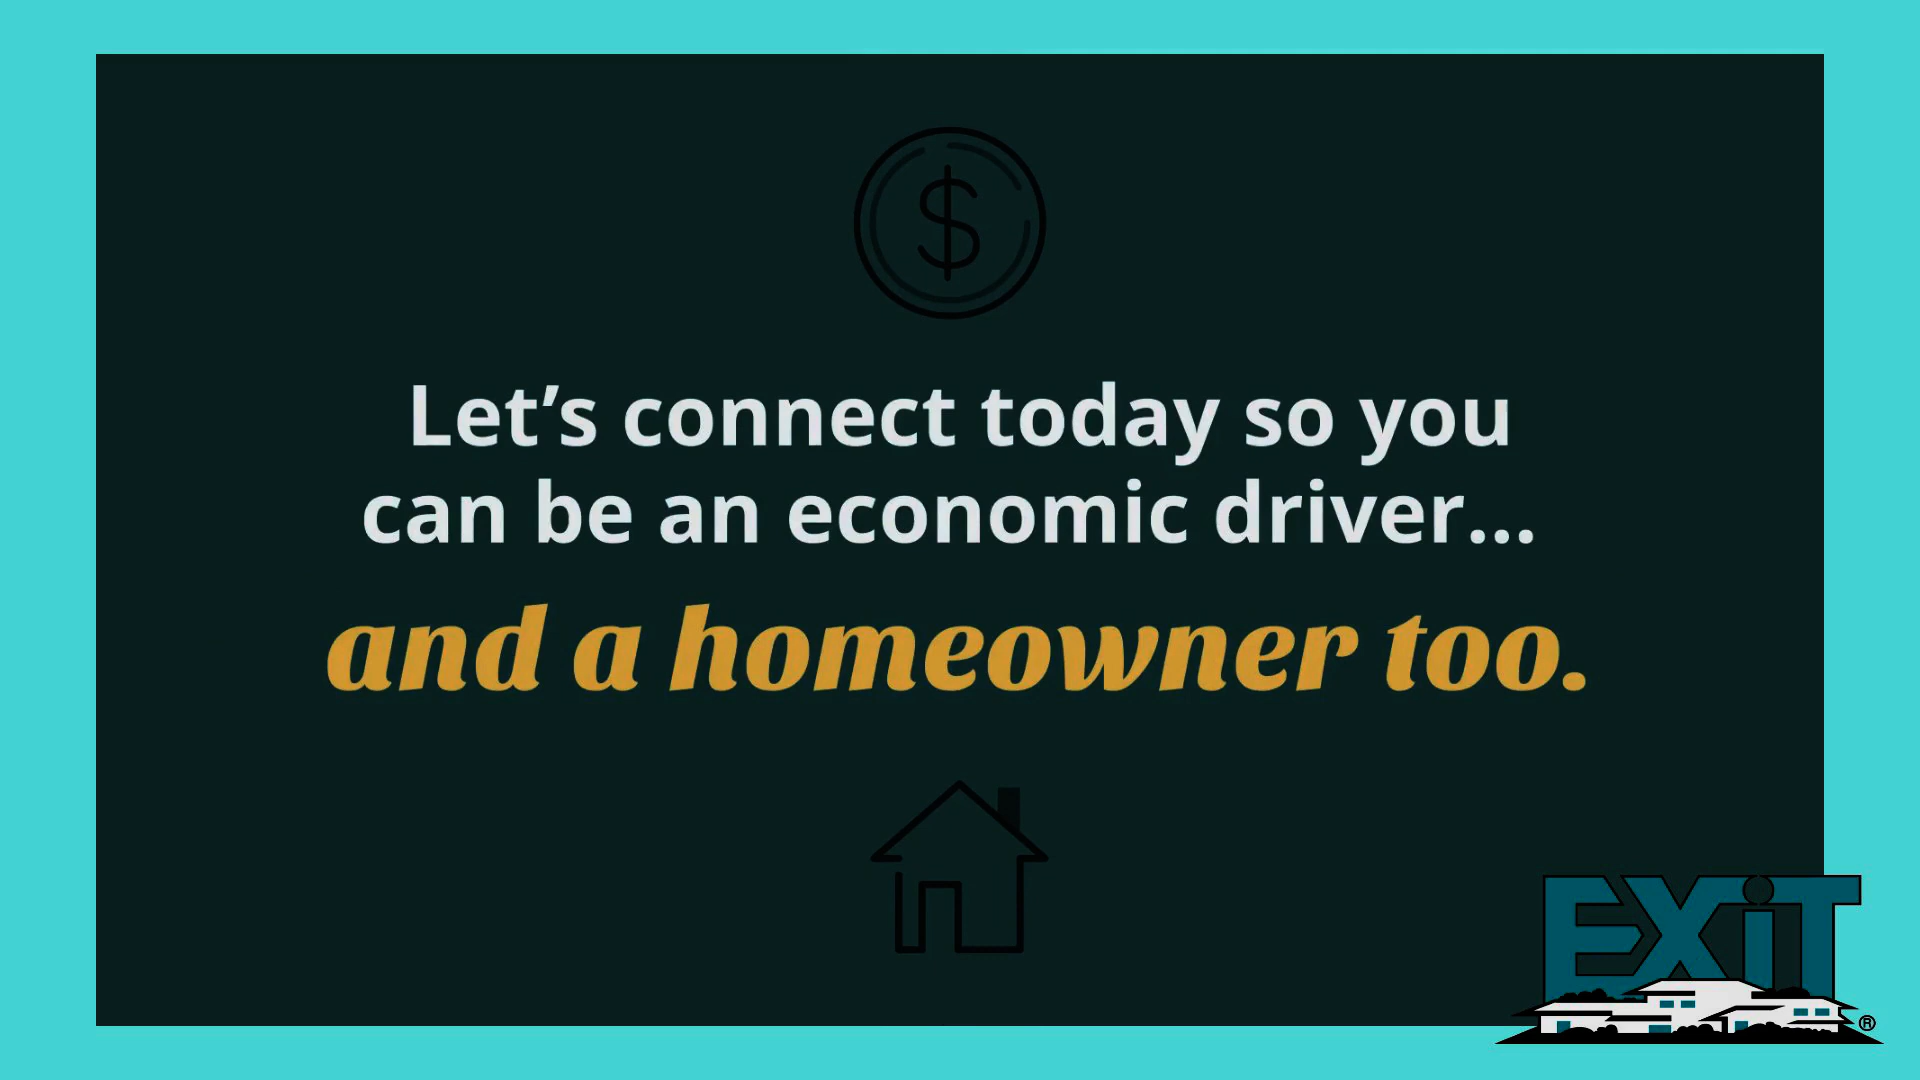 $
Let’s connect today so you
can be an economic driver...
and a homeowner too.
EXiT
®